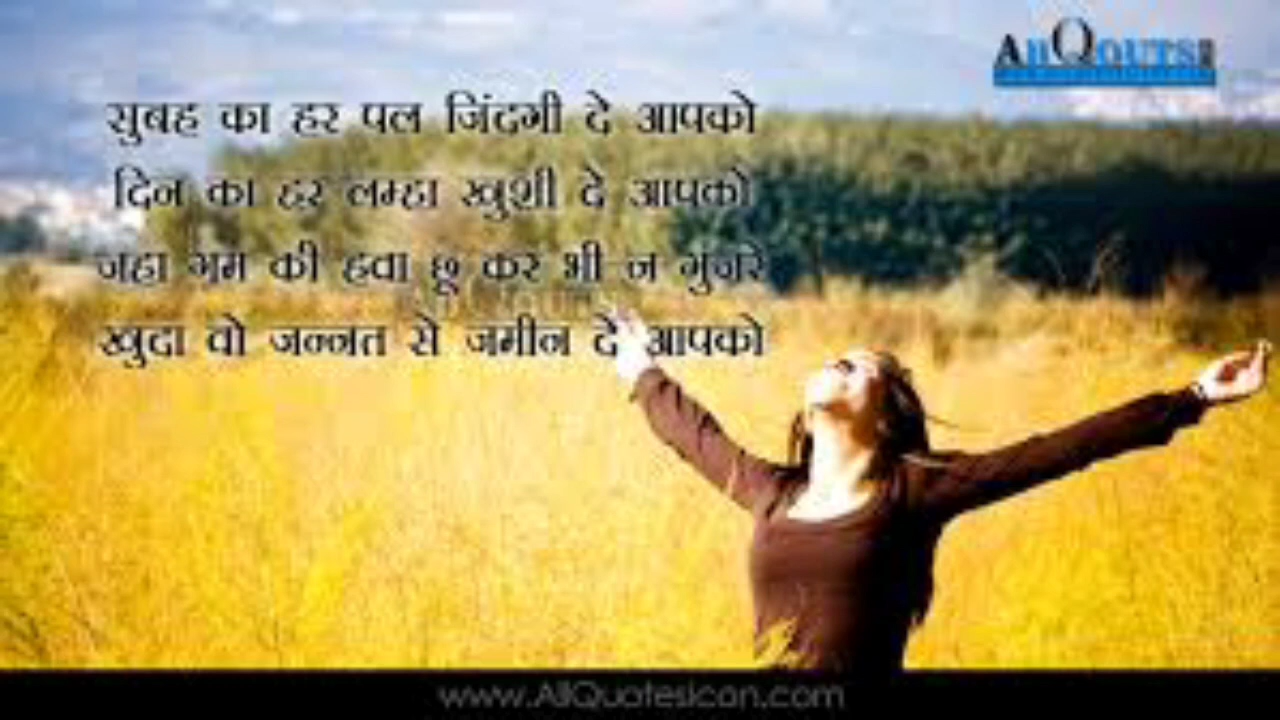 ABQOUTS
सुबह का हर पल जिंदगी दे आपको
दिन का हर लम्हा खुशी दे आपको
जहा गम की हवा छू कर भी न गुजरे
खुदा वो जन्नत से जमीन दे आपको
www.AllQuotesIcon.com